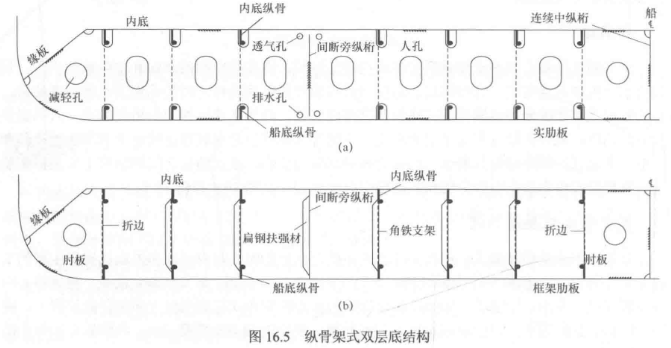 内底
内底纵骨
连续中纵桁
船
℄
缘板
透气孔
间断旁纵桁
人孔
减轻孔
排水孔
船底纵骨
实肋板
(a)
内底
内底纵骨
℄
缘板
间断旁纵桁
折边
扁钢扶强材
角铁支架
折边
肘板
肘板
船底纵骨
框架肋板
(b)
图 16.5 纵骨架式双层底结构